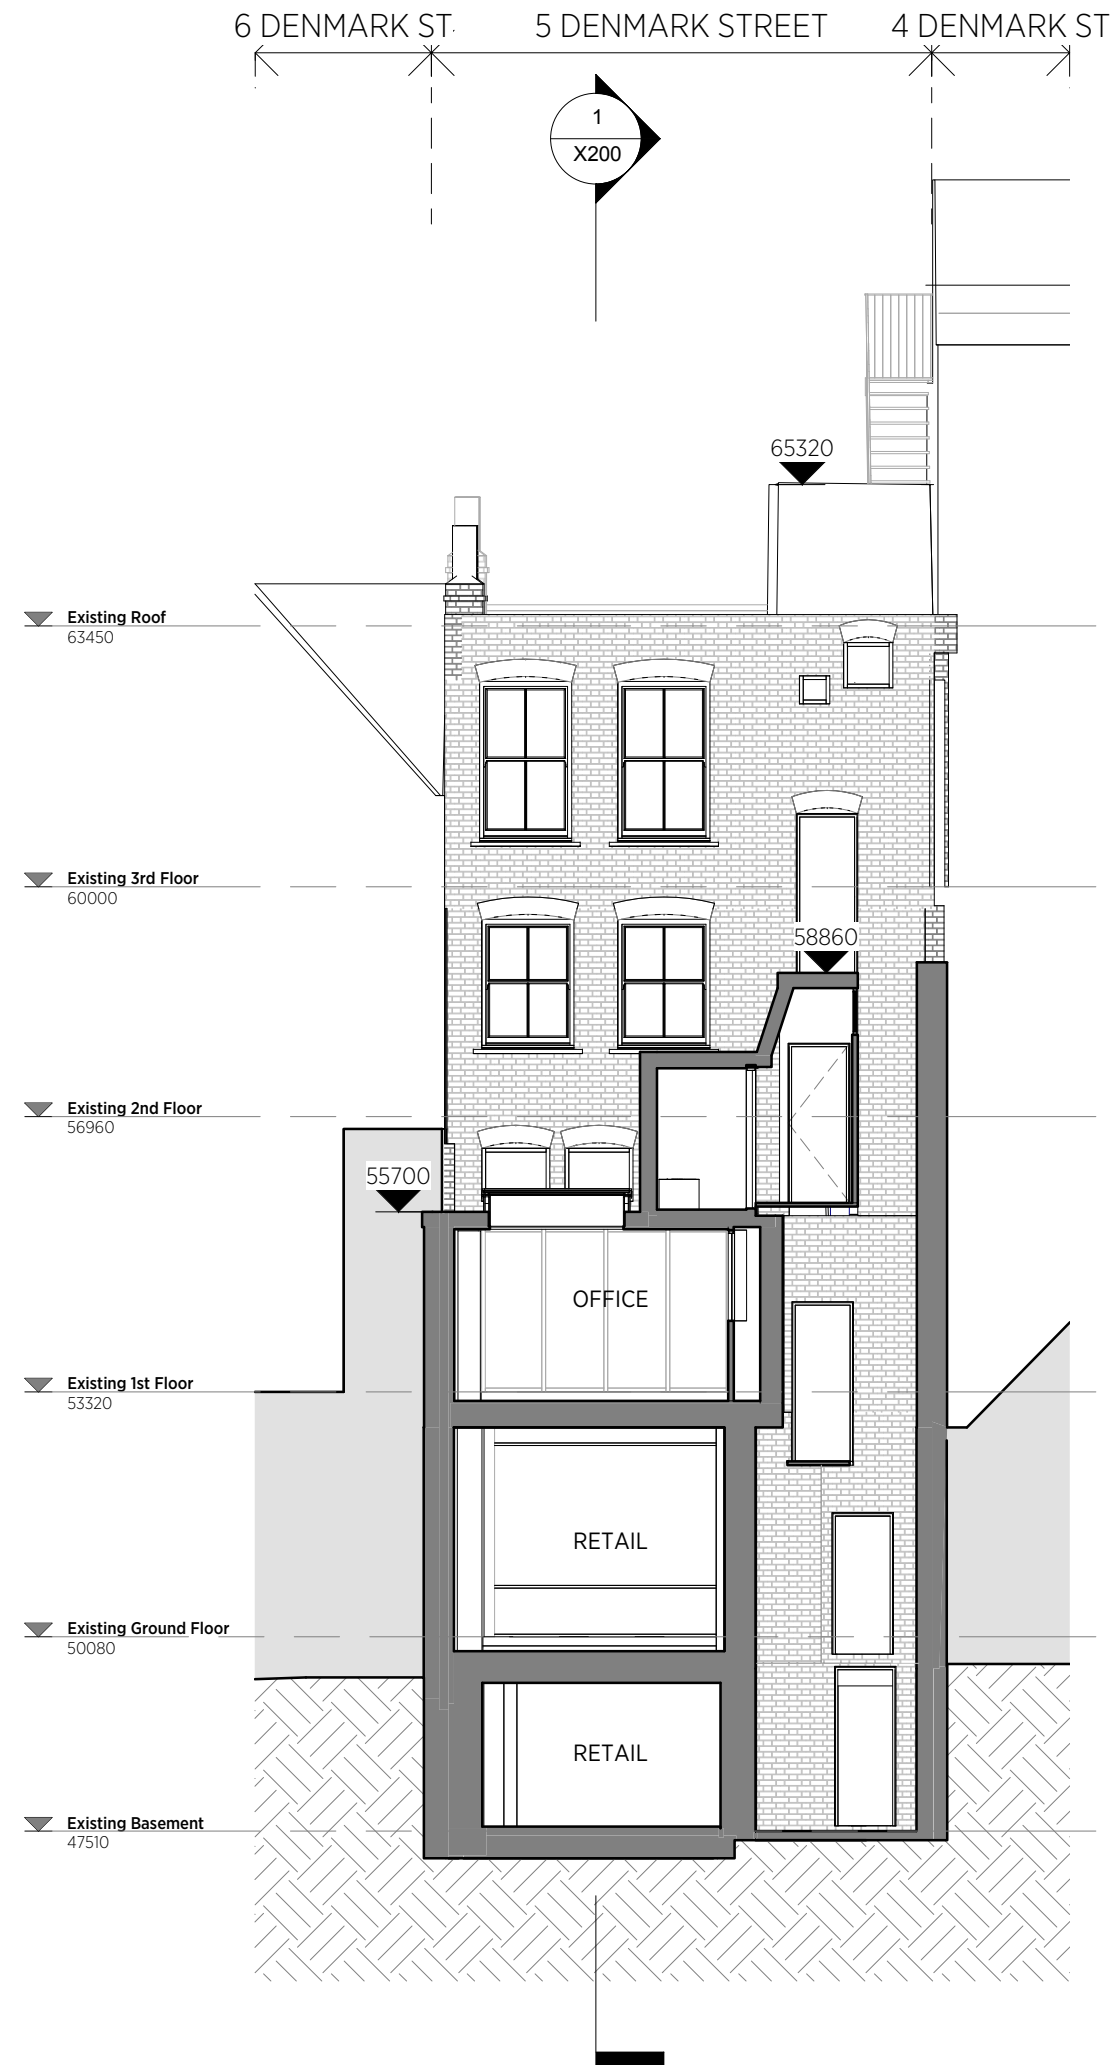 6 DENMARK ST.
5 DENMARK STREET
4 DENMARK ST
1
X200
65320
Existing Roof
63450
Existing 3rd Floor
60000
58860
Existing 2nd Floor
56960
55700
OFFICE
Existing 1st Floor
53320
RETAIL
Existing Ground Floor
50080
RETAIL
Existing Basement
47510